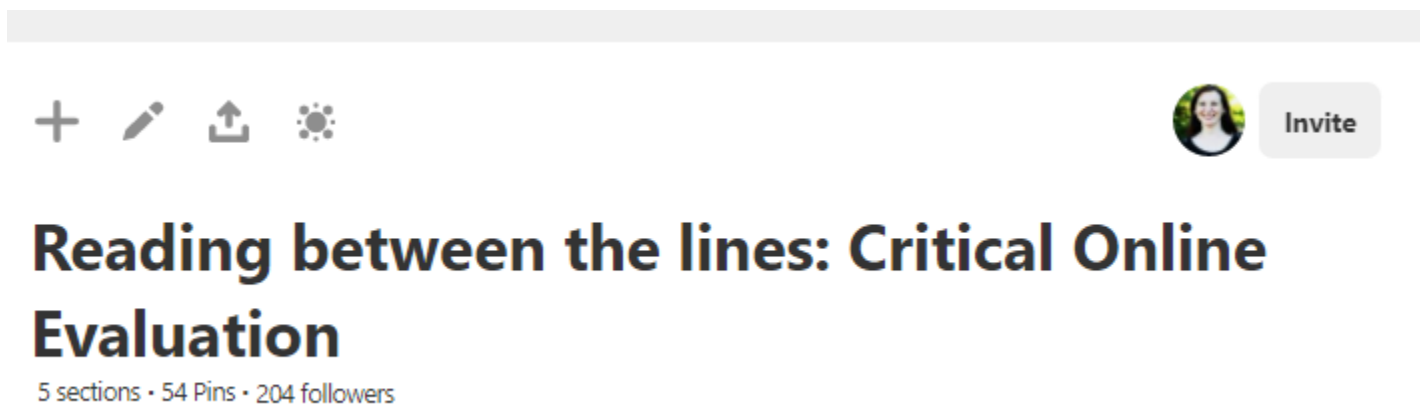 Invite
Reading between the lines: Critical Online
Evaluation
5 sections • 54 Pins • 204 followers